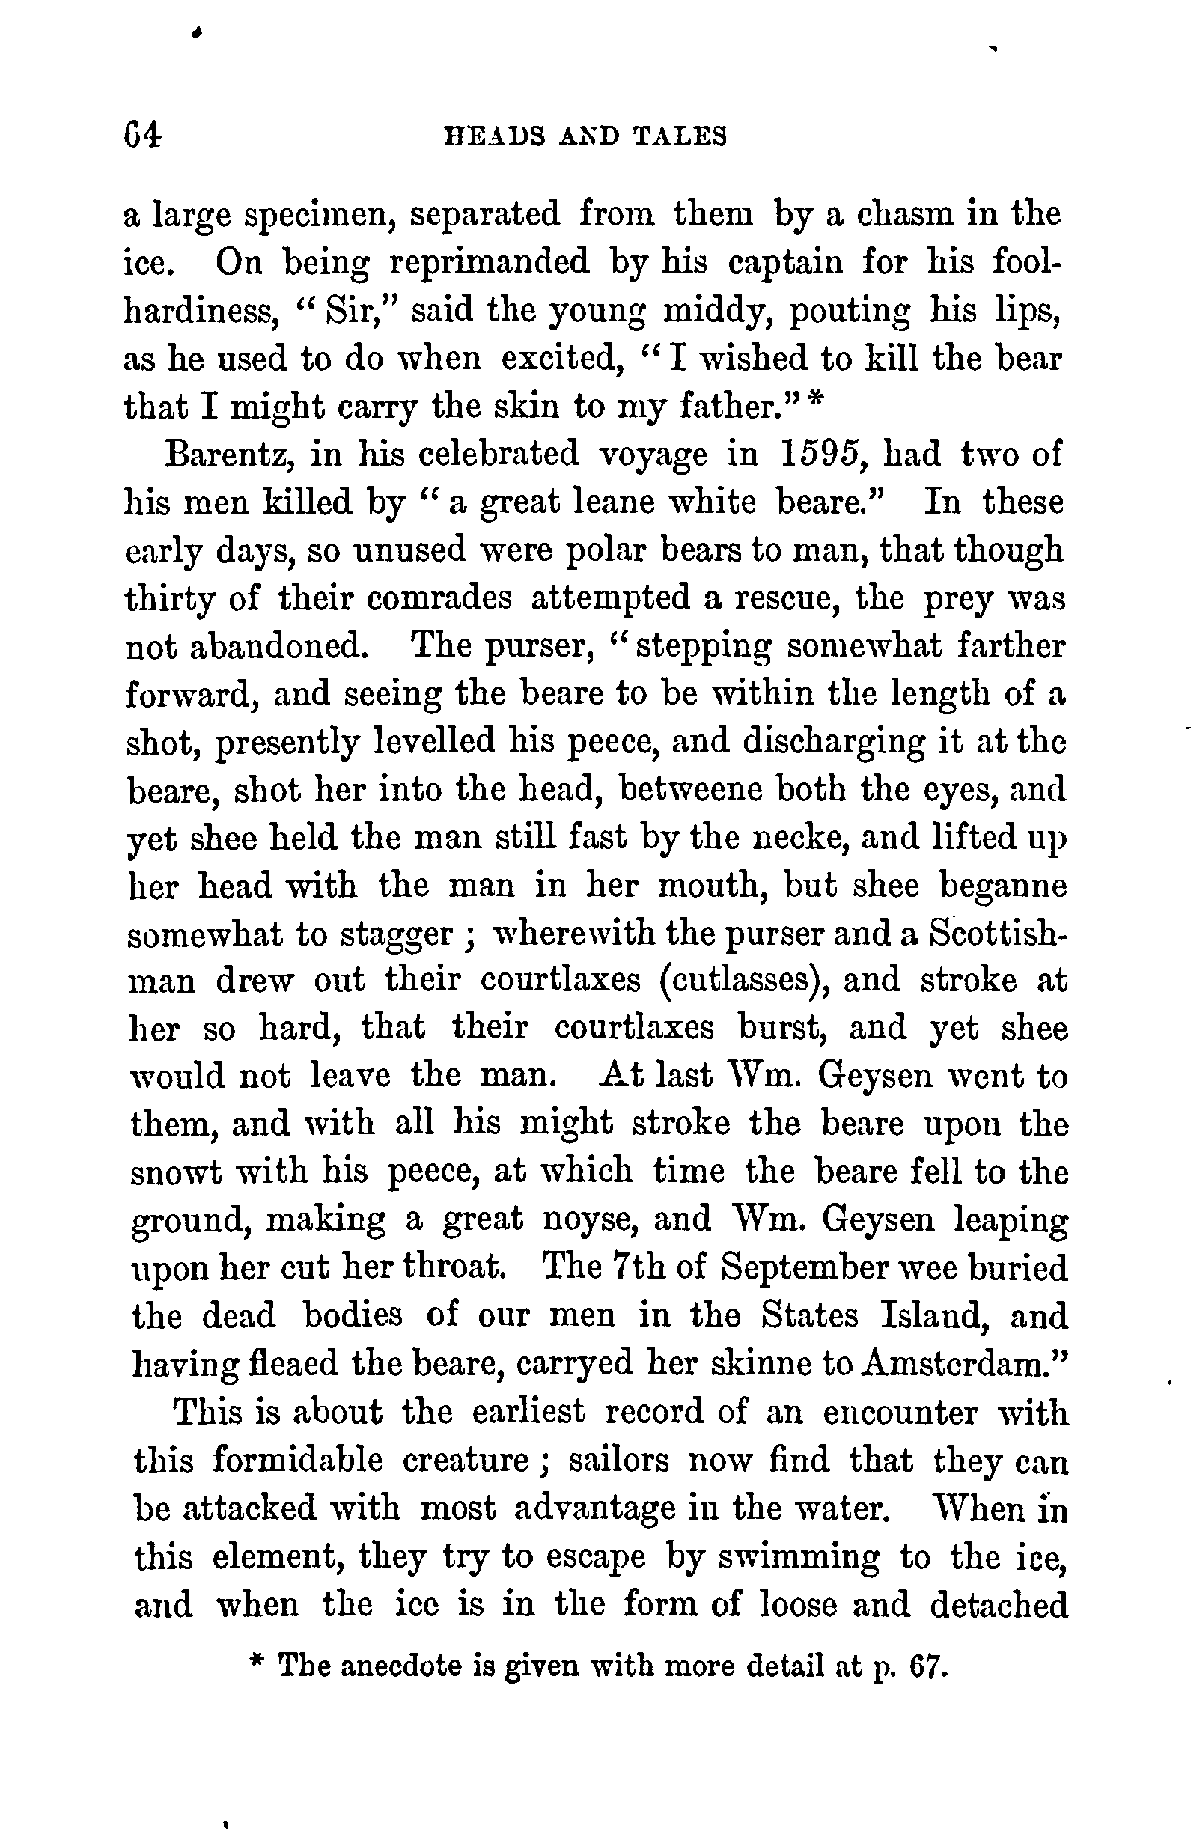 64 HEADS AND TALES
a large specimen, separated from them by a chasm in the
ice. On being reprimanded by his captain for his fool-
hardiness, “ Sir,” said the young middy, pouting his lips,
as he used to do when excited, “ I wished to kill the bear
that I might carry the skin to my father.” *
Barentz, in his celebrated voyage in 1595, had two of
his men killed by “ a great leane white beare.” In these
early days, so unused were polar bears to man, that though
thirty of their comrades attempted a rescue, the prey was
not abandoned. The purser, “ stepping somewhat farther
forward, and seeing the beare to be within the length of a
shot, presently levelled his peece, and discharging it at the
beare, shot her into the head, betweene both the eyes, and
yet shee held the man still fast by the necke, and lifted up
her head with the man in her mouth, but shee beganne
somewhat to stagger ; wherewith the purser and a Scottish-
man drew out their courtlaxes (cutlasses), and stroke at
her so hard, that their courtlaxes burst, and yet shee
would not leave the man. At last Wm. Geysen went to
them, and with all his might stroke the beare upon the
snowt with his peece, at which time the beare fell to the
ground, making a great noyse, and Wm. Geysen leaping
upon her cut her throat. The 7th of September wee buried
the dead bodies of our men in the States Island, and
having fleaed the beare, carryed her skinne to Amsterdam.”
This is about the earliest record of an encounter with
this formidable creature ; sailors now find that they can
be attacked with most advantage in the water. When in
this element, they try to escape by swimming to the ice,
and when the ice is in the form of loose and detached
* The anecdote is given with more detail at p. 67.